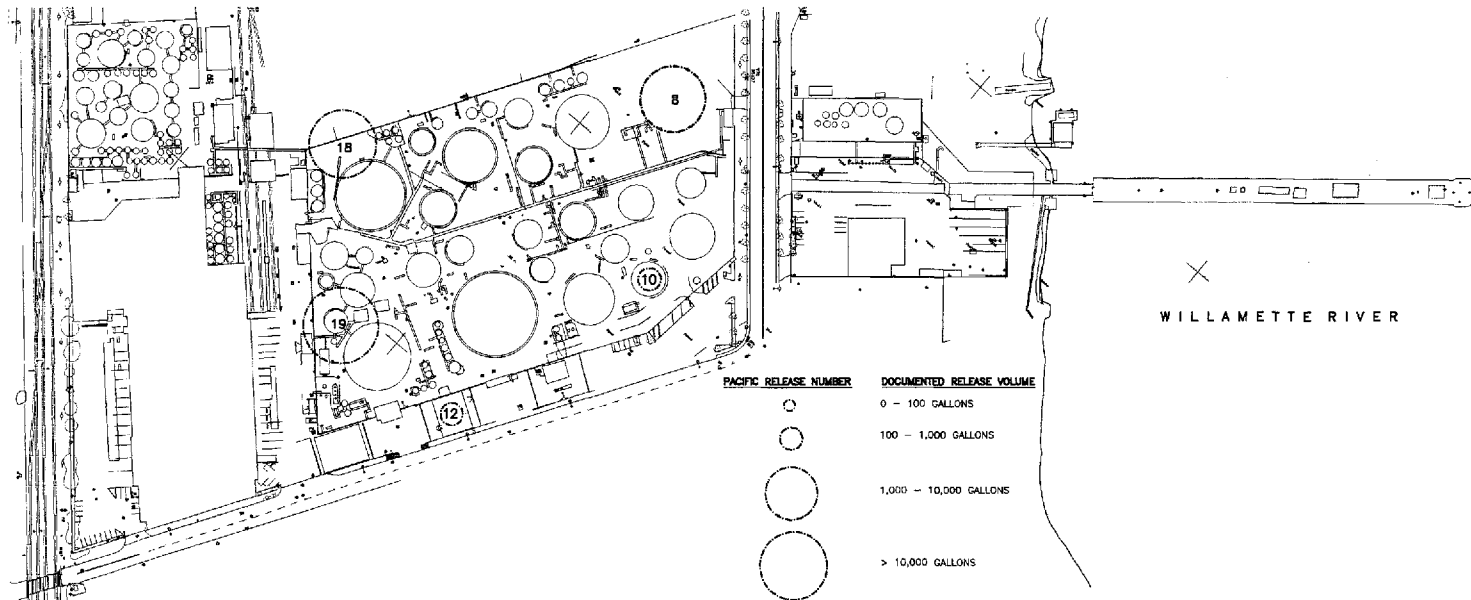 8
18
10
19
WILLAMETTE RIVER
12
PACIFIC RELEASE NUMBER DOCUMENTED RELEASE VOLUME
0 - 100 GALLONS
100 - 1,000 GALLONS
1,000 - 10,000 GALLONS
> 10,000 GALLONS